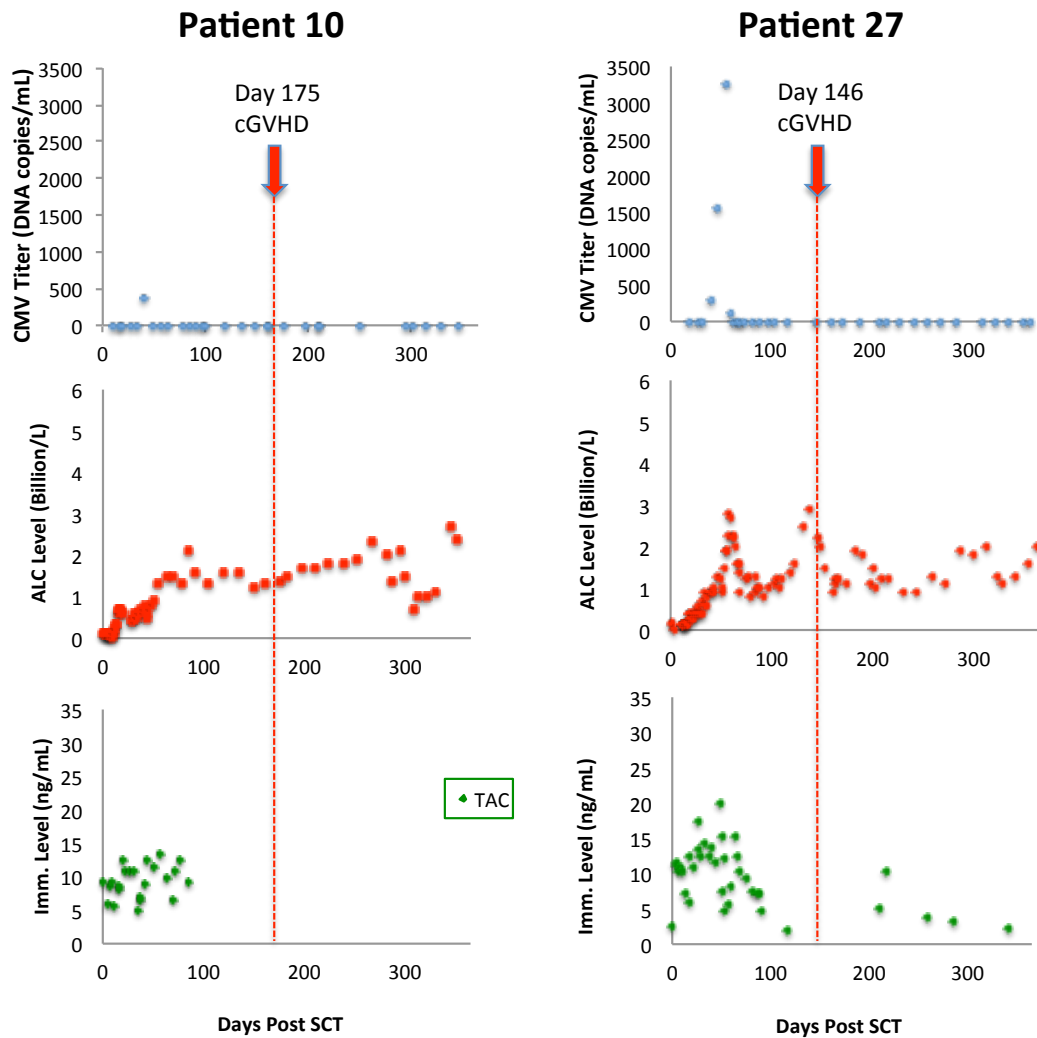 Patient 10
CMV Titer (DNA copies/mL)
3500
3000
2500
2000
1500
1000
500
0
Day 175
cGVHD
0 100 200 300
ALC Level (Billion/L)
6
5
4
3
2
1
0
0 100 200 300
Imm. Level (ng/mL)
35
30
25
20
15
10
5
0
TAC
0 100 200 300
Days Post SCT
Patient 27
CMV Titer (DNA copies/mL)
3500
3000
2500
2000
1500
1000
500
0
Day 146
cGVHD
0 100 200 300
ALC Level (Billion/L)
6
5
4
3
2
1
0
0 100 200 300
Imm. Level (ng/mL)
35
30
25
20
15
10
5
0
0 100 200 300
Days Post SCT